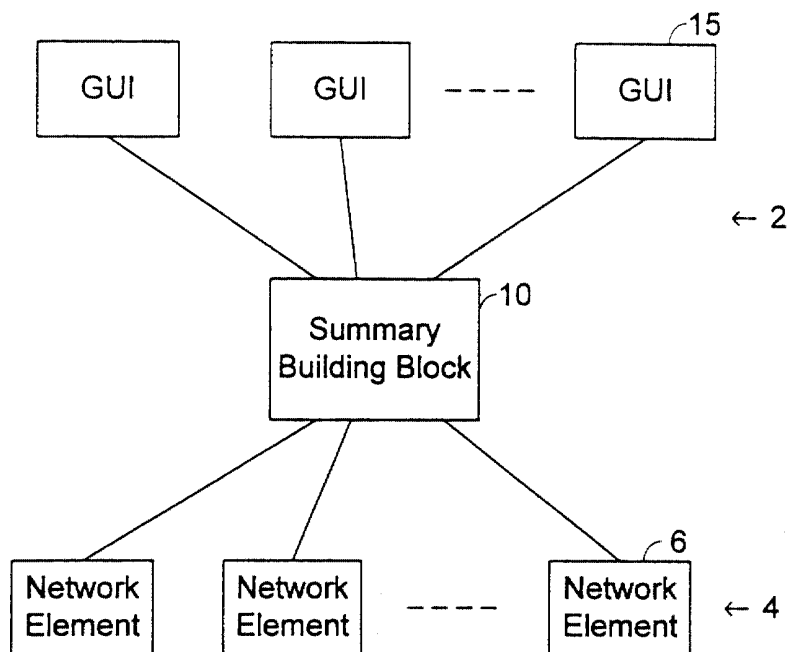 15
GUI
GUI
GUI
← 2
10
Summary
Building Block
6
Network
Element
Network
Element
Network
Element
← 4